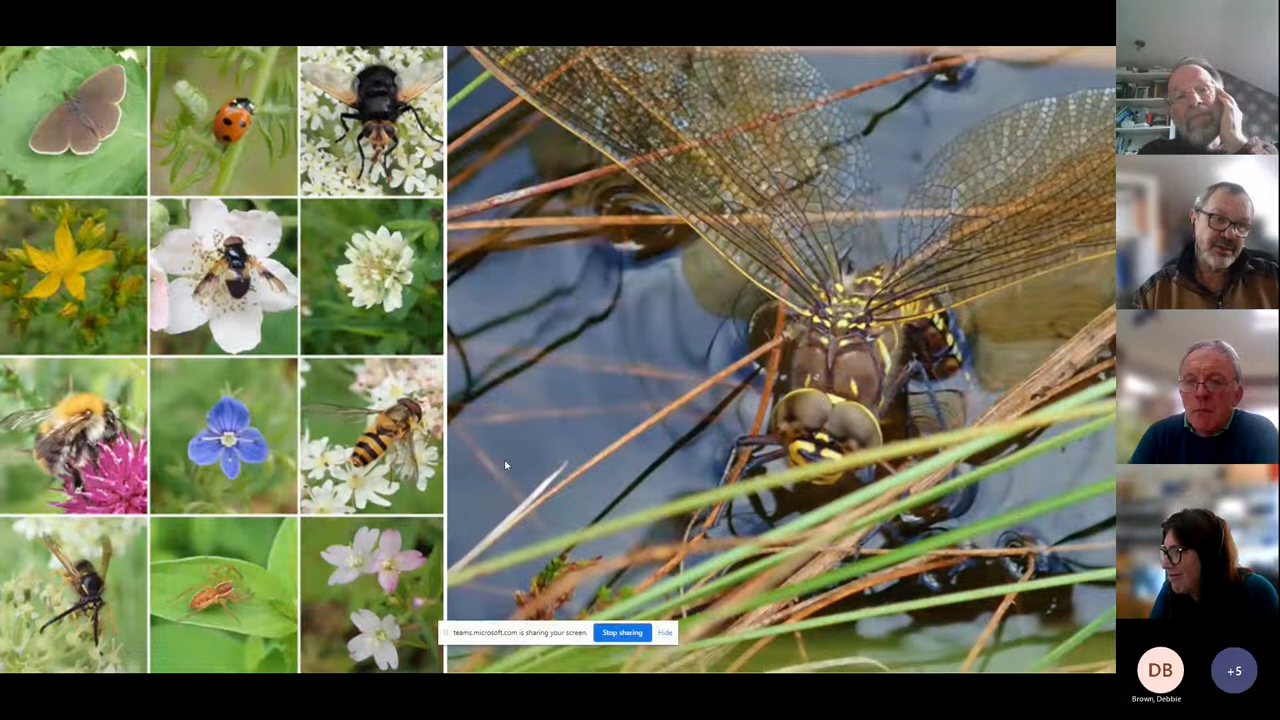 teams.microsoft.com is sharing your screen.
Stop sharing
Hide
DB
+5
Brown, Debbie